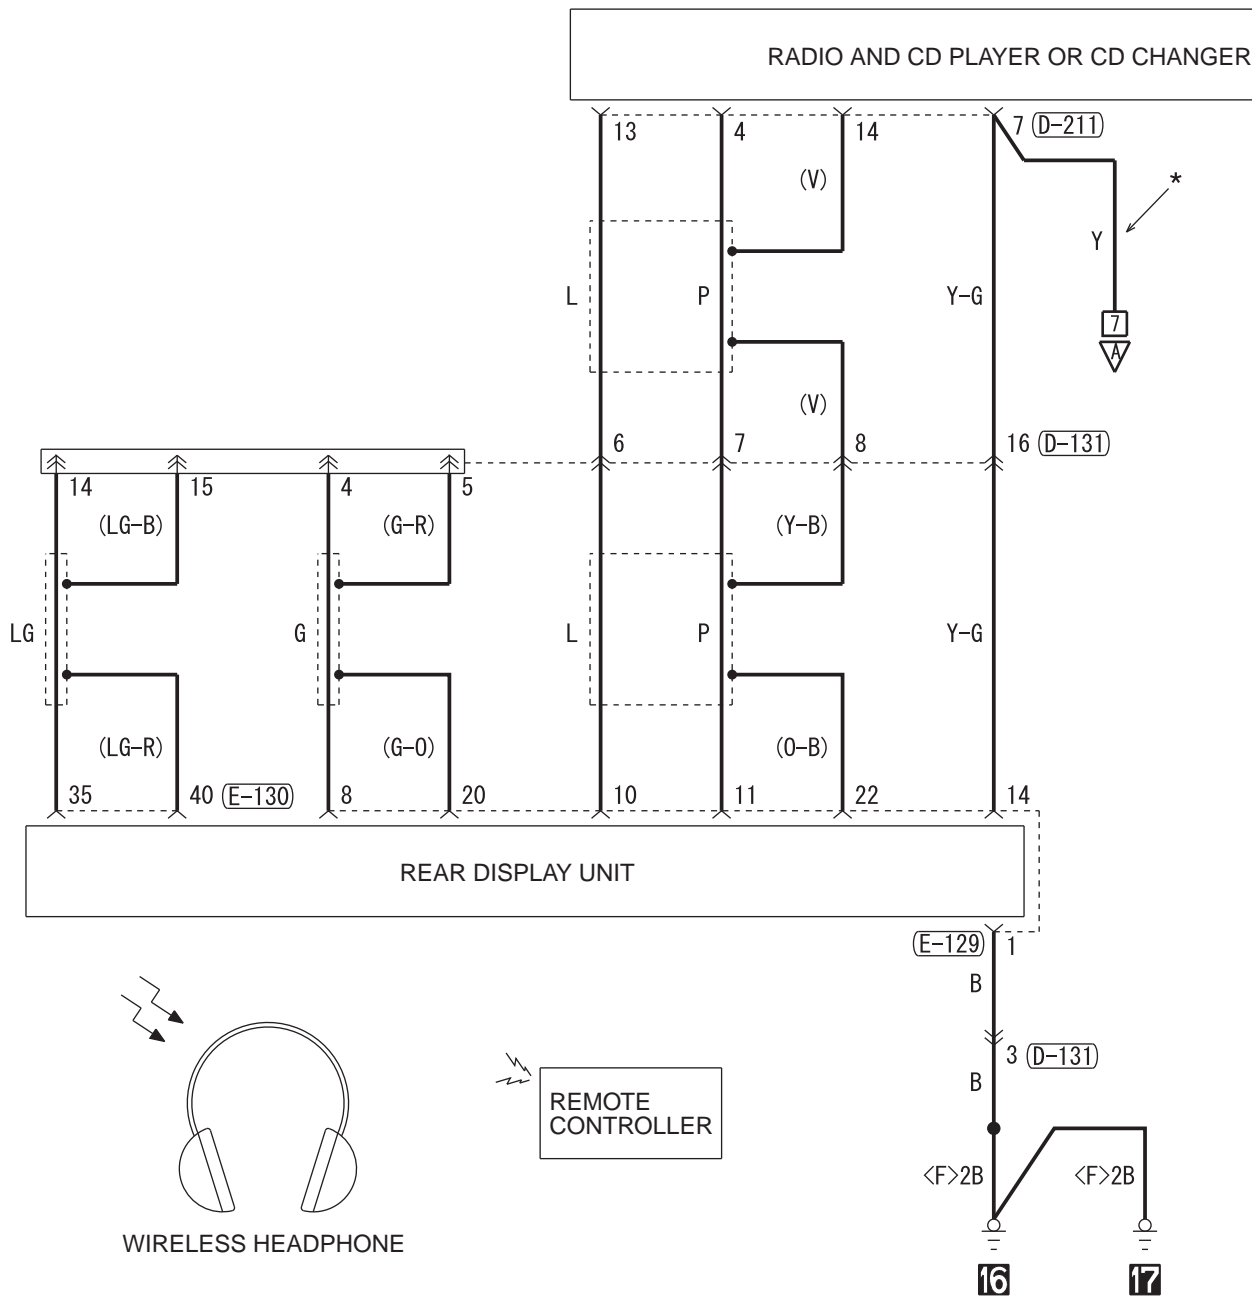 RADIO AND CD PLAYER OR CD CHANGER
13 4 14 7 (D-211)
(V) *
Y
L P Y-G
7
A
(V)
6 7 8 16 (D-131)
14 15 4 5
(LG-B) (G-R) (Y-B)
LG G L P Y-G
(LG-R) (G-O) (O-B)
35 40 (E-130) 8 20 10 11 22 14
REAR DISPLAY UNIT
(E-129) 1
B
3 (D-131)
B
REMOTE
CONTROLLER
<F>2B <F>2B
WIRELESS HEADPHONE
16 17